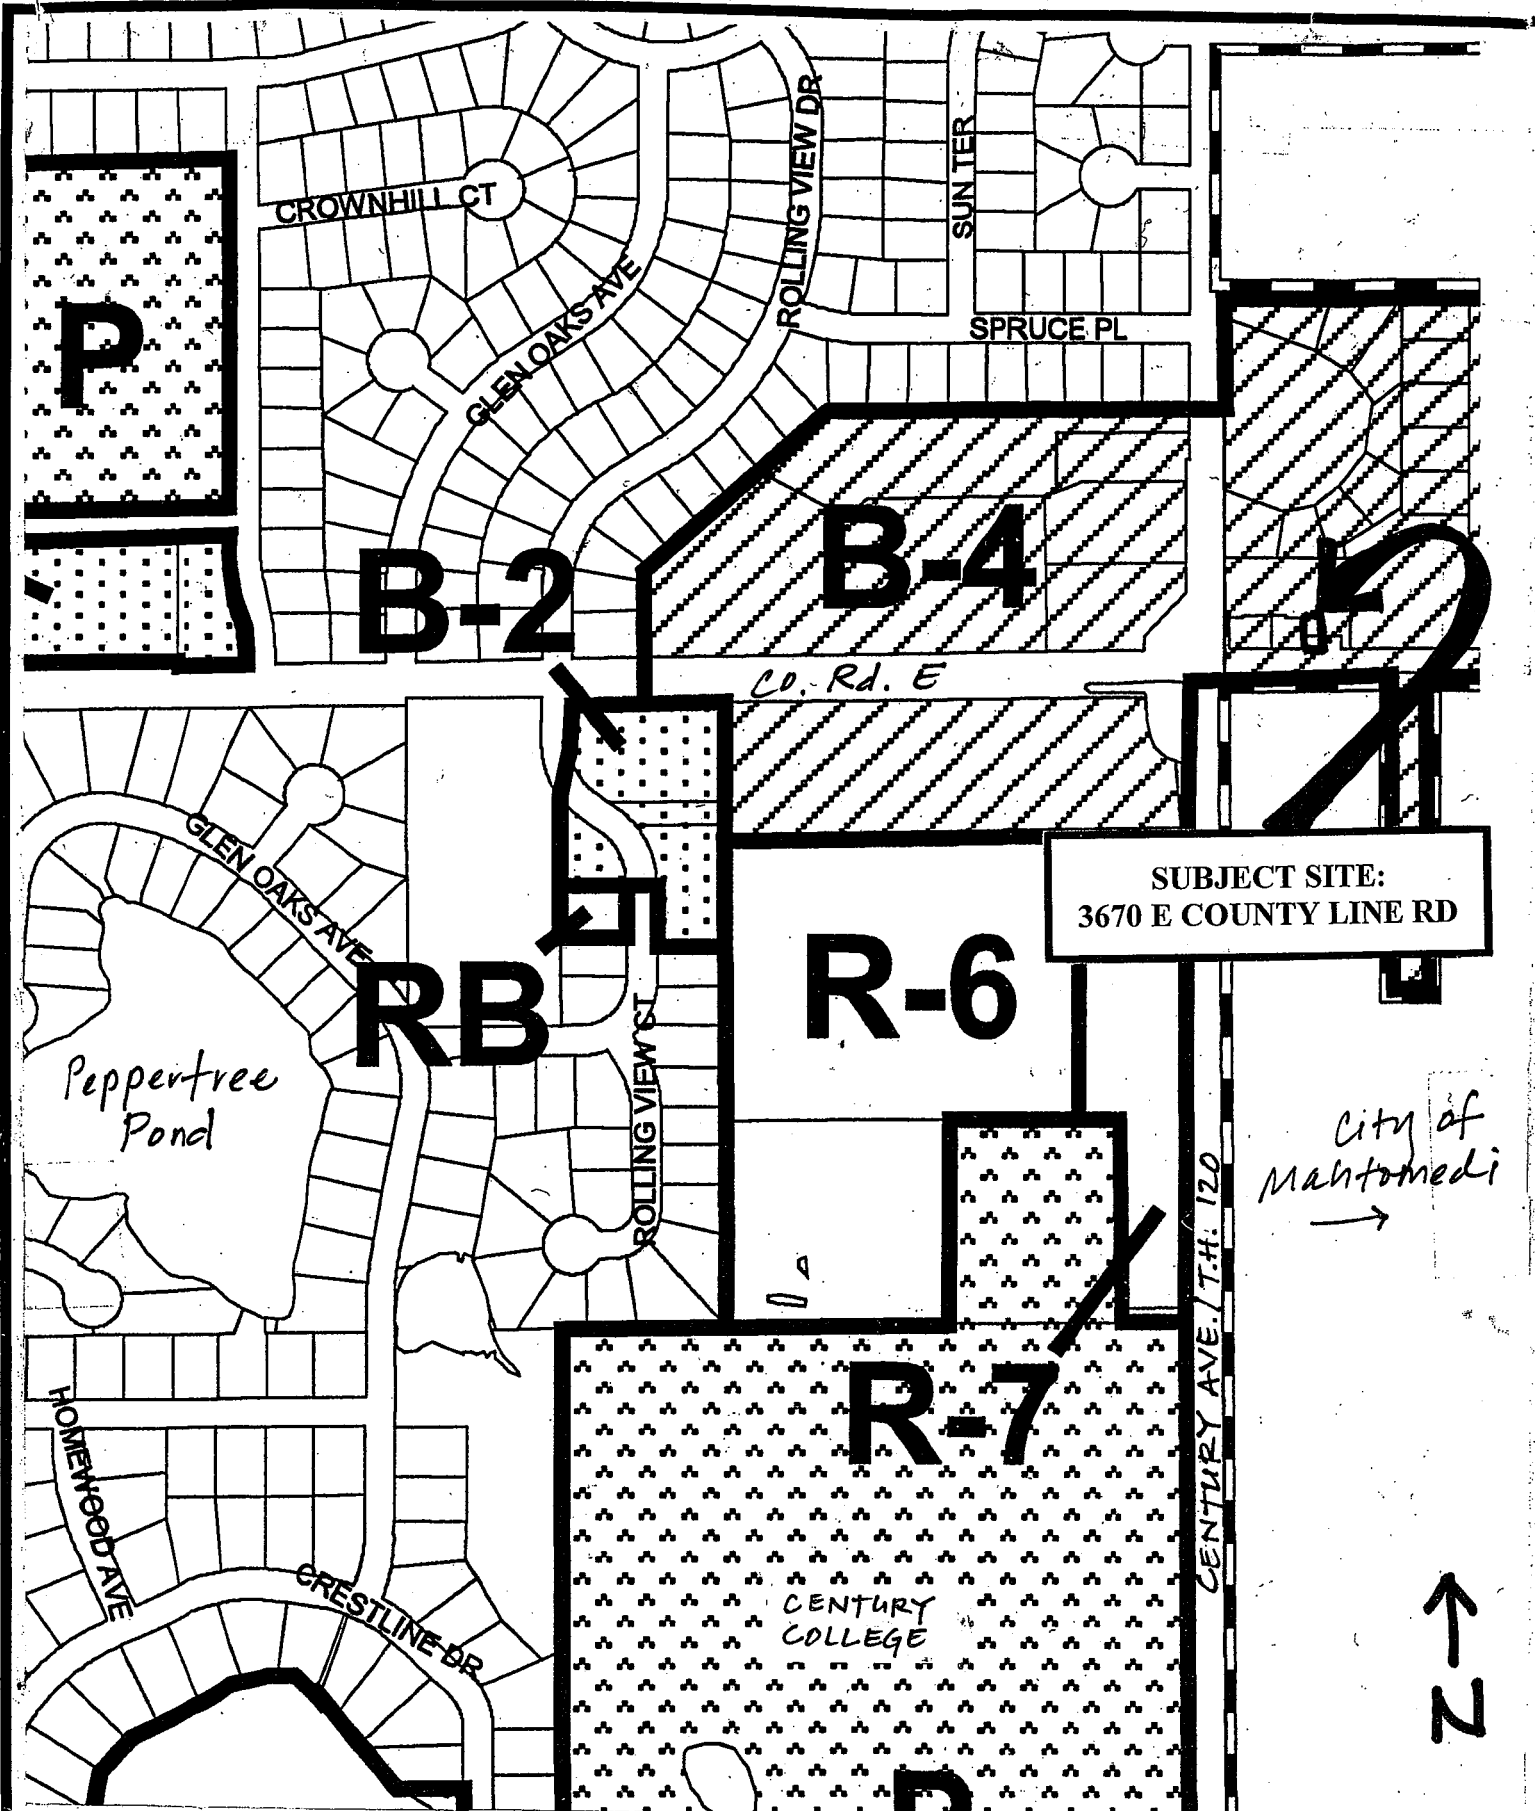 CROWNHILL CT
ROLLING VIEW DR
SUN TER
GLEN OAKS AVE
SPRUCE PL
P
B-2
B-4
Co. Rd. E
GLEN OAKS AVE
SUBJECT SITE:
3670 E COUNTY LINE RD
RB
R-6
Peppertree
Pond
ROLLING VIEW CT
City of
Mahtomedi
CENTURY AVE. / T.H. 120
R-7
HOMEWOOD AVE
CRESTLINE DR
CENTURY
COLLEGE
N